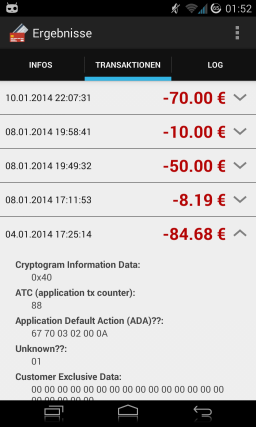 01:52
Ergebnisse
INFOS TRANSAKTIONEN LOG
10.01.2014 22:07:31 -70.00 €
08.01.2014 19:58:41 -10.00 €
08.01.2014 19:49:32 -50.00 €
08.01.2014 17:11:53 -8.19 €
04.01.2014 17:25:14 -84.68 €
Cryptogram Information Data:
0x40
ATC (application tx counter):
88
Application Default Action (ADA)??:
67 70 03 02 00 0A
Unknown??:
01
Customer Exclusive Data:
00 00 00 00 00 00 00 00 00 00 00 00 00 00 00
00 00 00 00 00